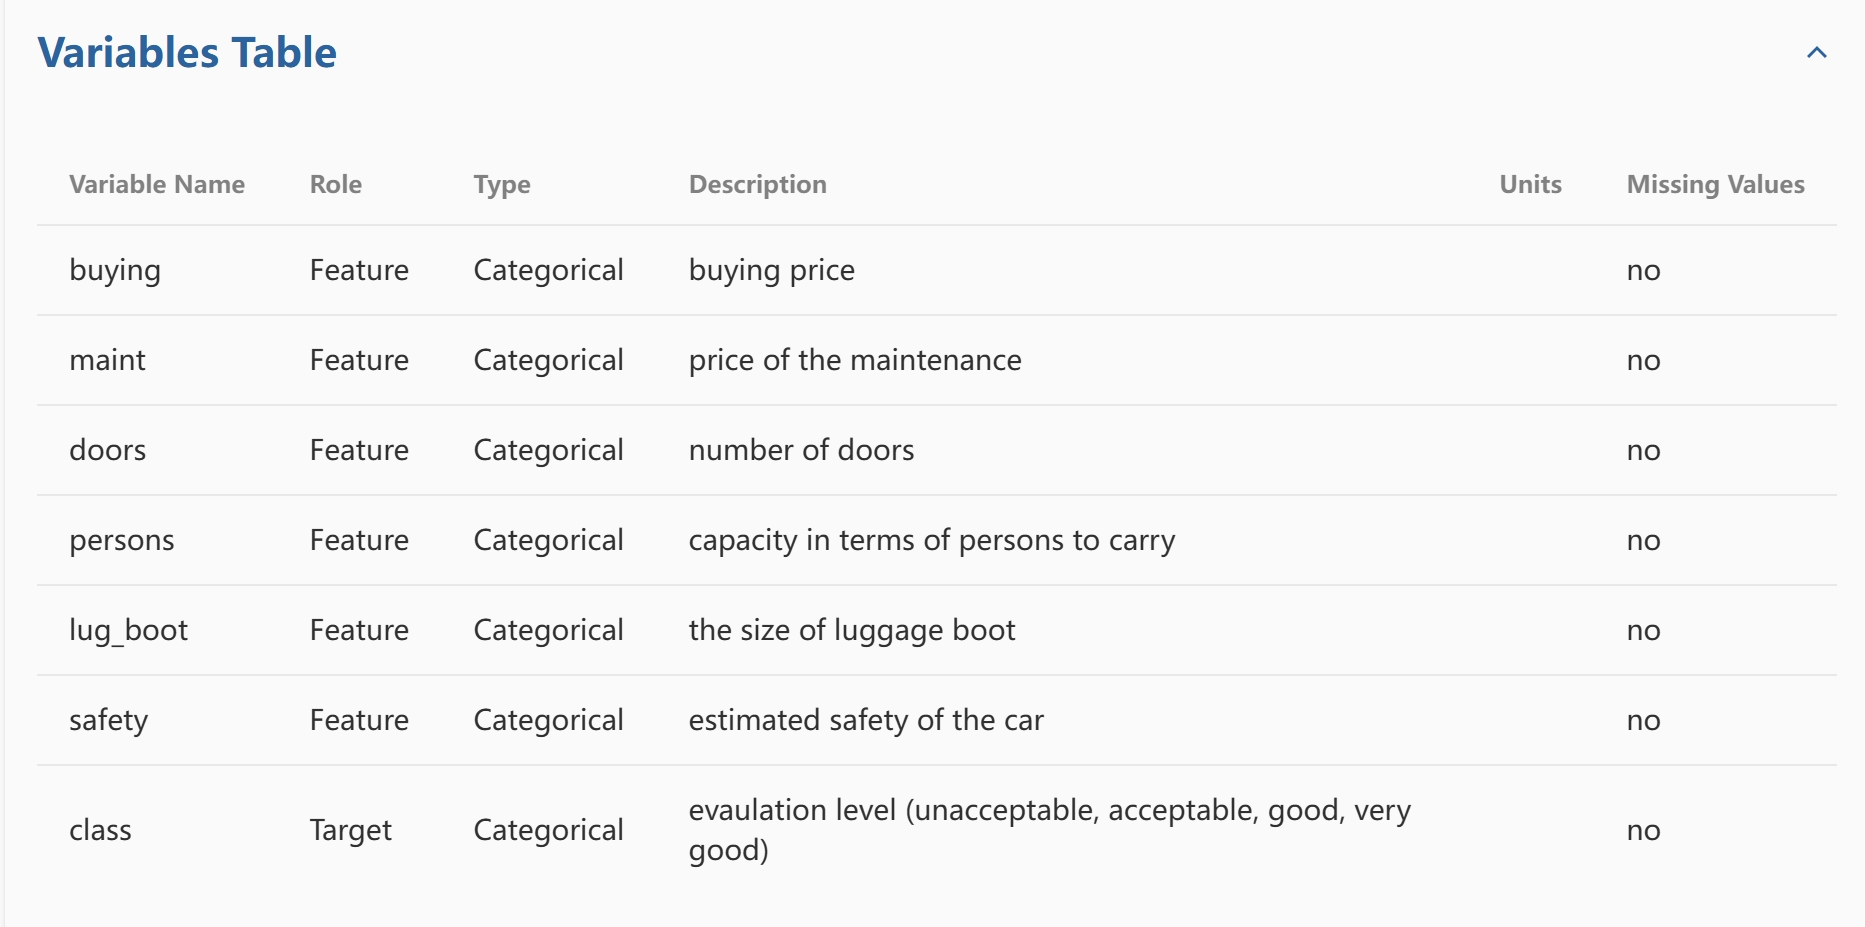 Variables Table
Variable Name Role Type Description Units Missing Values
buying Feature Categorical buying price no
maint Feature Categorical price of the maintenance no
doors Feature Categorical number of doors no
persons Feature Categorical capacity in terms of persons to carry no
lug_boot Feature Categorical the size of luggage boot no
safety Feature Categorical estimated safety of the car no
class Target Categorical evaulation level (unacceptable, acceptable, good, very
good) no